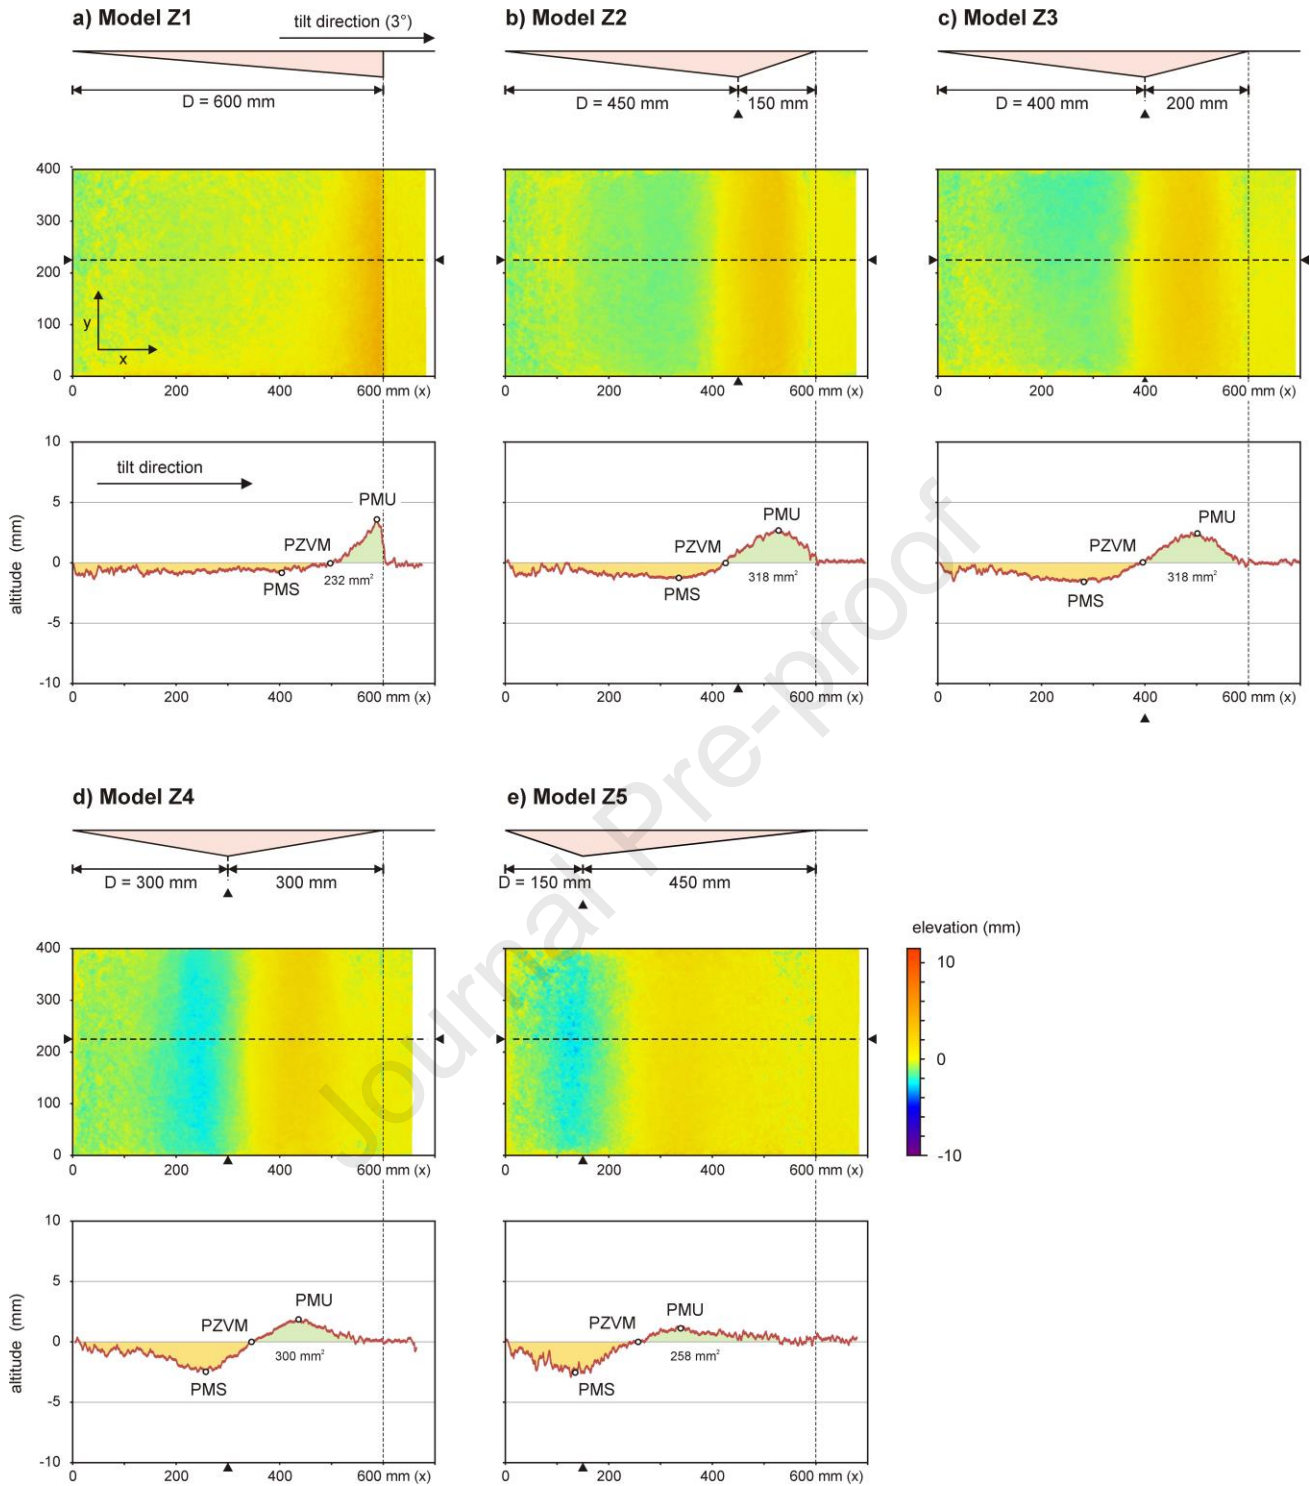 a) Model Z1
tilt direction (3°)
D = 600 mm
b) Model Z2
D = 450 mm
150 mm
c) Model Z3
D = 400 mm
200 mm
400
300
200
100
0
y
x
0
200
400
600 mm (x)
0
200
400
600 mm (x)
0
200
400
600 mm (x)
altitude (mm)
10
5
0
-5
-10
tilt direction
PMU
PZVM
PMS
232 mm²
0
200
400
600 mm (x)
PMU
PZVM
PMS
318 mm²
0
200
400
600 mm (x)
PMU
PZVM
PMS
318 mm²
0
200
400
600 mm (x)
d) Model Z4
D = 300 mm
300 mm
e) Model Z5
D = 150 mm
450 mm
400
300
200
100
0
0
200
400
600 mm (x)
0
200
400
600 mm (x)
elevation (mm)
10
0
-10
altitude (mm)
10
5
0
-5
-10
PMU
PZVM
300 mm²
PMS
0
200
400
600 mm (x)
PMU
PZVM
258 mm²
PMS
0
200
400
600 mm (x)
Journal Pre-proof